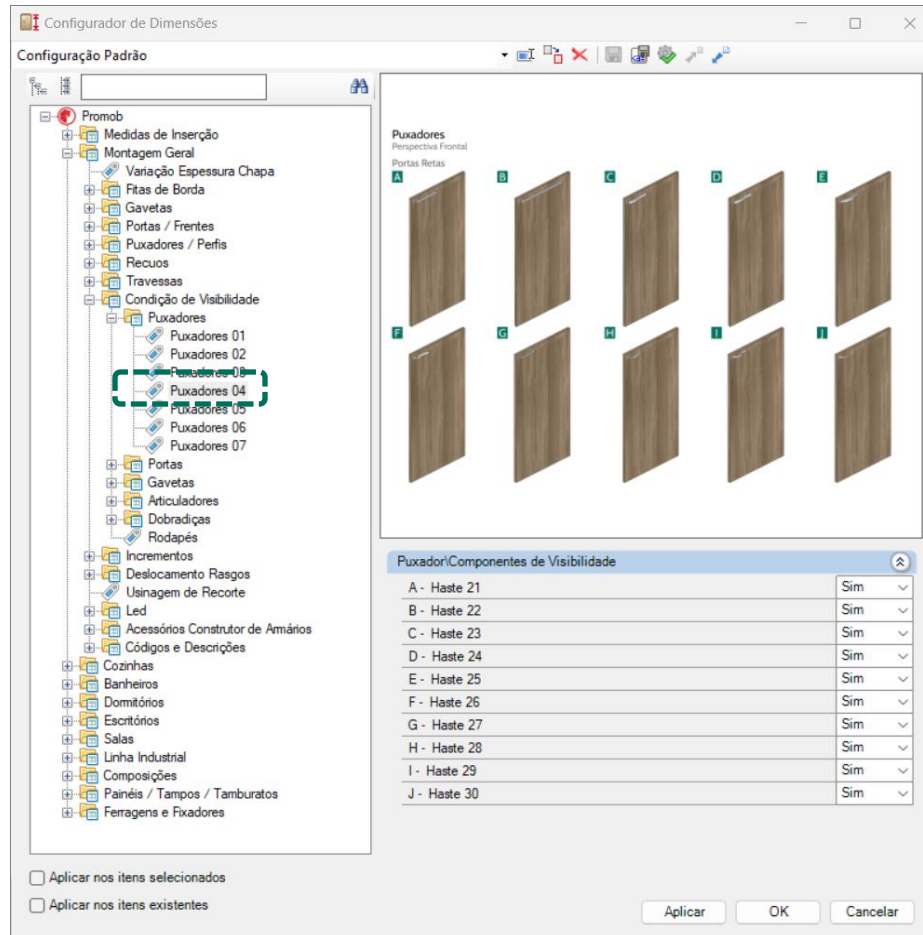 Configurador de Dimensões
Configuração Padrão
Promob
Medidas de Inserção
Montagem Geral
Variação Espessura Chapa
Fitas de Borda
Gavetas
Portas / Frentes
Puxadores / Perfis
Recuos
Travessas
Condição de Visibilidade
Puxadores
Puxadores 01
Puxadores 02
Puxadores 03
Puxadores 04
Puxadores 05
Puxadores 06
Puxadores 07
Portas
Gavetas
Articuladores
Dobradiças
Rodapés
Incrementos
Deslocamento Rasgos
Usinagem de Recorte
Led
Acessórios Construtor de Armários
Códigos e Descrições
Cozinhas
Banheiros
Dormitórios
Escritórios
Salas
Linha Industrial
Composições
Painéis / Tampos / Tamburatos
Ferragens e Fixadores
Puxadores
Perspectiva Frontal
Portas Retas
A B C D E
F G H I J
Puxador\Componentes de Visibilidade
A - Haste 21 Sim
B - Haste 22 Sim
C - Haste 23 Sim
D - Haste 24 Sim
E - Haste 25 Sim
F - Haste 26 Sim
G - Haste 27 Sim
H - Haste 28 Sim
I - Haste 29 Sim
J - Haste 30 Sim
Aplicar nos itens selecionados
Aplicar nos itens existentes
Aplicar OK Cancelar